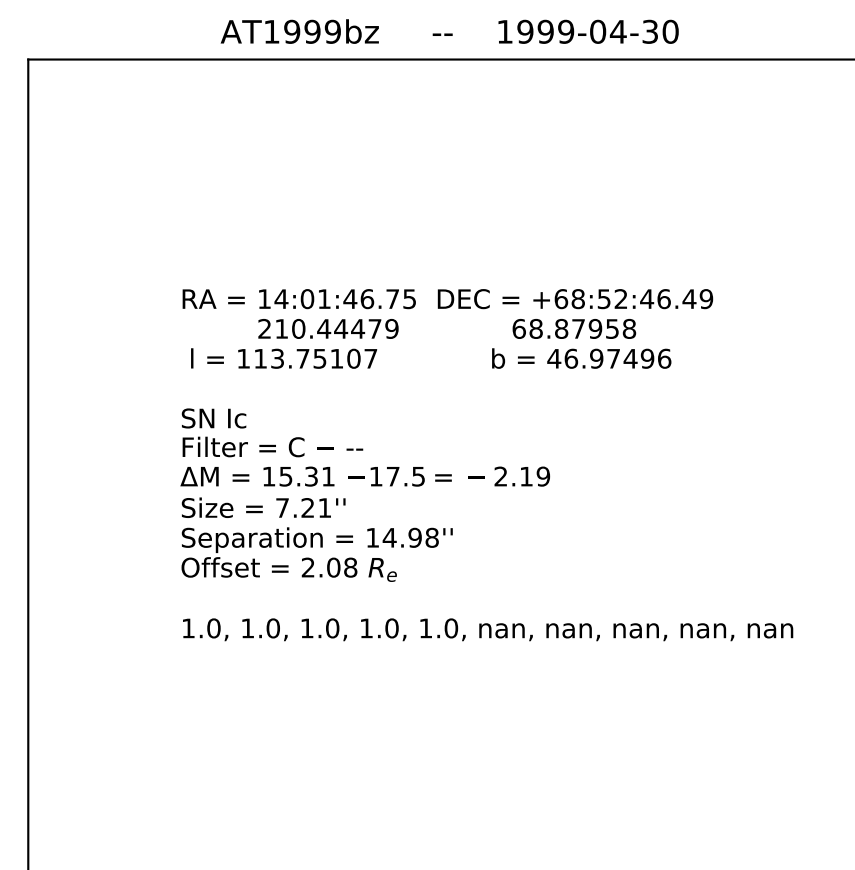 AT1999bz -- 1999-04-30
RA = 14:01:46.75 DEC = +68:52:46.49
210.44479 68.87958
l = 113.75107 b = 46.97496
SN Ic
Filter = C − --
ΔM = 15.31 −17.5 = − 2.19
Size = 7.21''
Separation = 14.98''
Offset = 2.08 Rₑ
1.0, 1.0, 1.0, 1.0, 1.0, nan, nan, nan, nan, nan